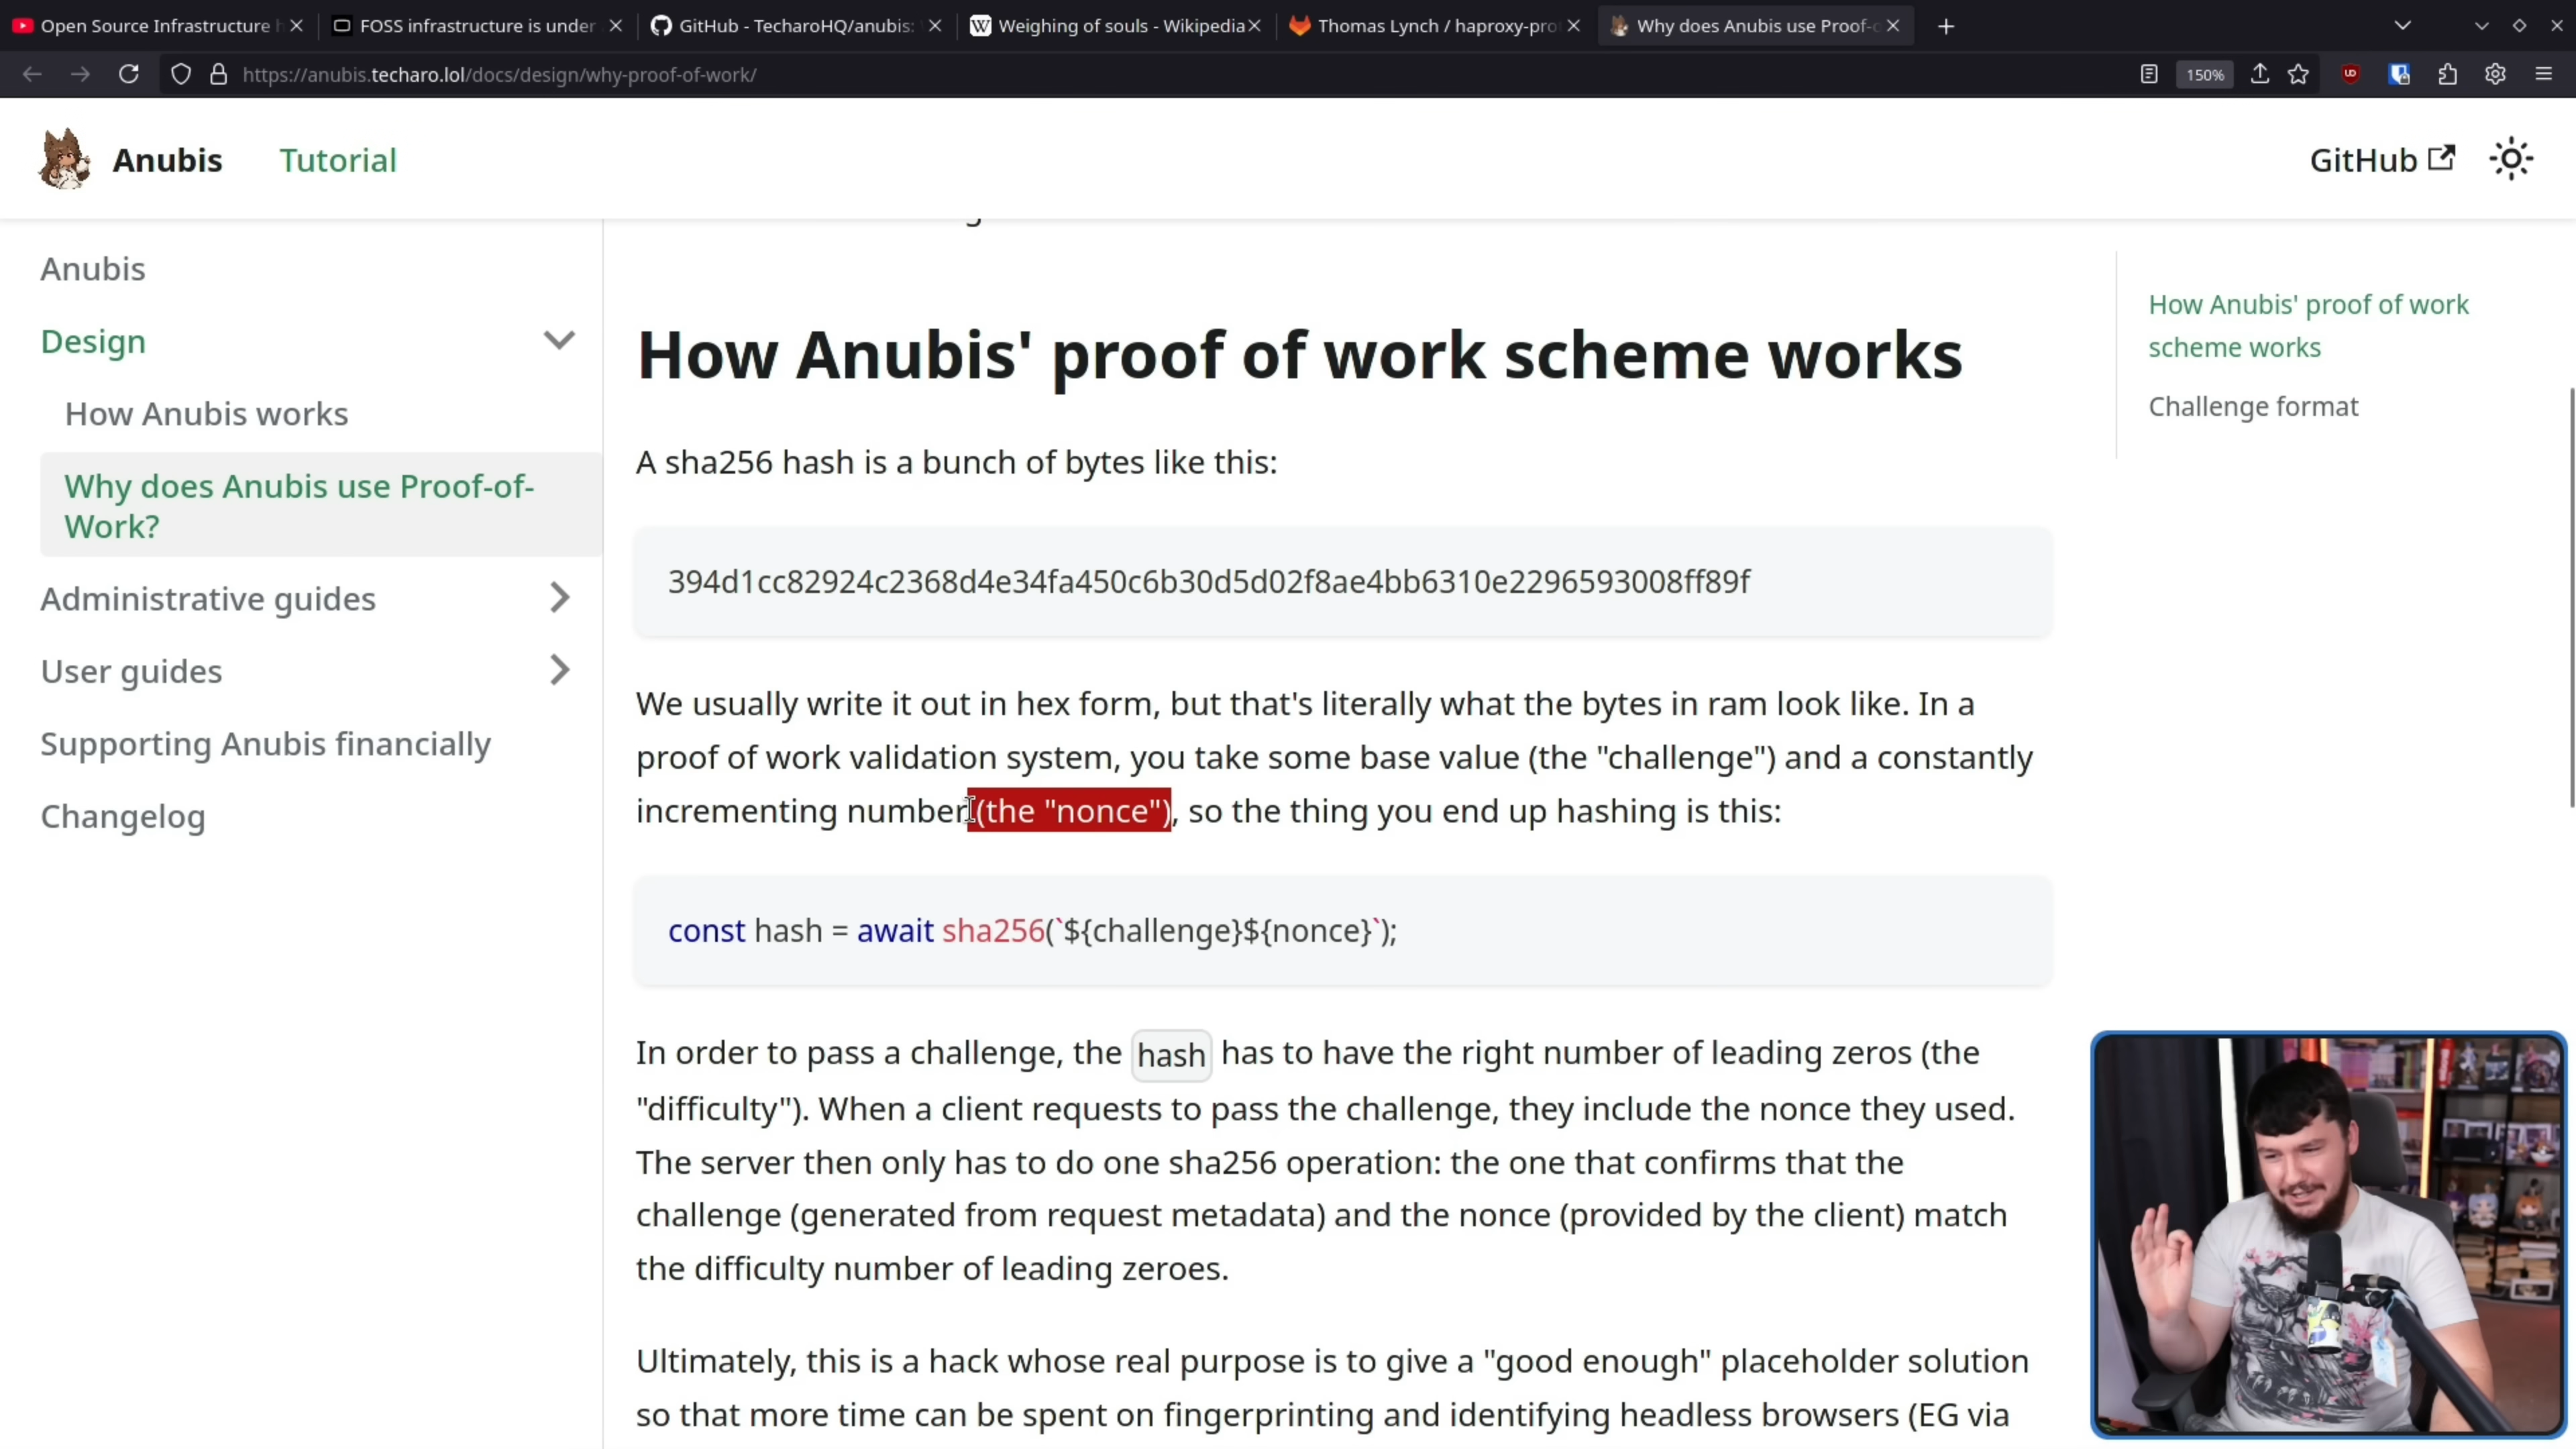 Open Source Infrastructure
FOSS infrastructure is under
GitHub - TecharoHQ/anubis:
Weighing of souls - Wikipedia
Thomas Lynch / haproxy-pro
Why does Anubis use Proof-o
https://anubis.techaro.lol/docs/design/why-proof-of-work/
150%
Anubis
Tutorial
GitHub
Anubis
Design
How Anubis works
Why does Anubis use Proof-of-
Work?
Administrative guides
User guides
Supporting Anubis financially
Changelog
How Anubis' proof of work scheme works
A sha256 hash is a bunch of bytes like this:
394d1cc82924c2368d4e34fa450c6b30d5d02f8ae4bb6310e2296593008ff89f
We usually write it out in hex form, but that's literally what the bytes in ram look like. In a
proof of work validation system, you take some base value (the "challenge") and a constantly
incrementing number (the "nonce"), so the thing you end up hashing is this:
const hash = await sha256(`${challenge}${nonce}`);
In order to pass a challenge, the hash has to have the right number of leading zeros (the
"difficulty"). When a client requests to pass the challenge, they include the nonce they used.
The server then only has to do one sha256 operation: the one that confirms that the
challenge (generated from request metadata) and the nonce (provided by the client) match
the difficulty number of leading zeroes.
Ultimately, this is a hack whose real purpose is to give a "good enough" placeholder solution
so that more time can be spent on fingerprinting and identifying headless browsers (EG via
How Anubis' proof of work
scheme works
Challenge format